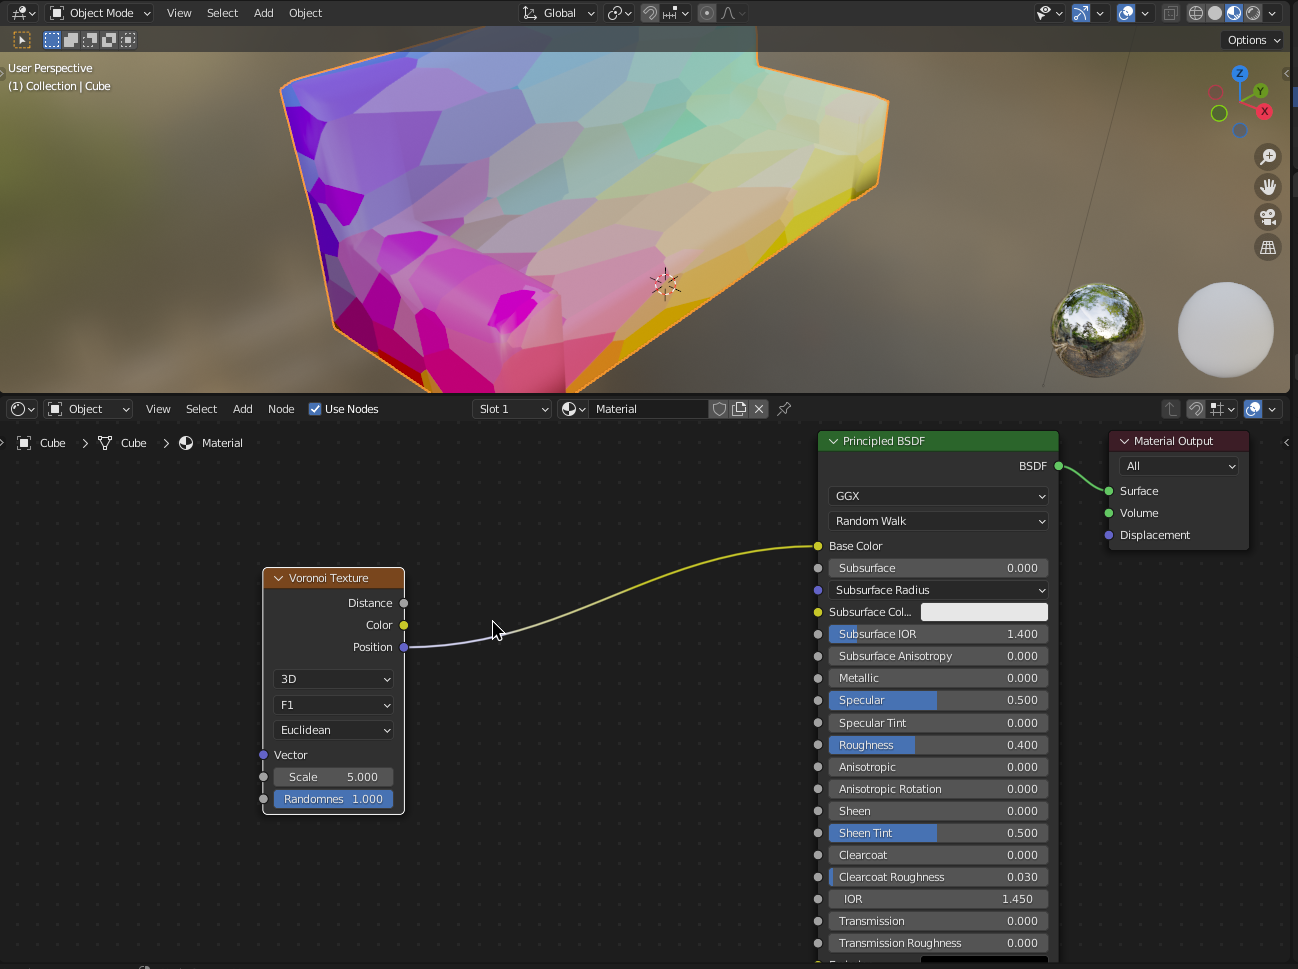 Object Mode View Select Add Object Global
Options
User Perspective
(1) Collection | Cube
Z
Y
X
Object View Select Add Node Use Nodes Slot 1 Material
Cube Cube Material
Principled BSDF
BSDF
GGX
Random Walk
Base Color
Subsurface 0.000
Subsurface Radius
Subsurface Col...
Subsurface IOR 1.400
Subsurface Anisotropy 0.000
Metallic 0.000
Specular 0.500
Specular Tint 0.000
Roughness 0.400
Anisotropic 0.000
Anisotropic Rotation 0.000
Sheen 0.000
Sheen Tint 0.500
Clearcoat 0.000
Clearcoat Roughness 0.030
IOR 1.450
Transmission 0.000
Transmission Roughness 0.000
Material Output
All
Surface
Volume
Displacement
Voronoi Texture
Distance
Color
Position
3D
F1
Euclidean
Vector
Scale 5.000
Randomnes 1.000